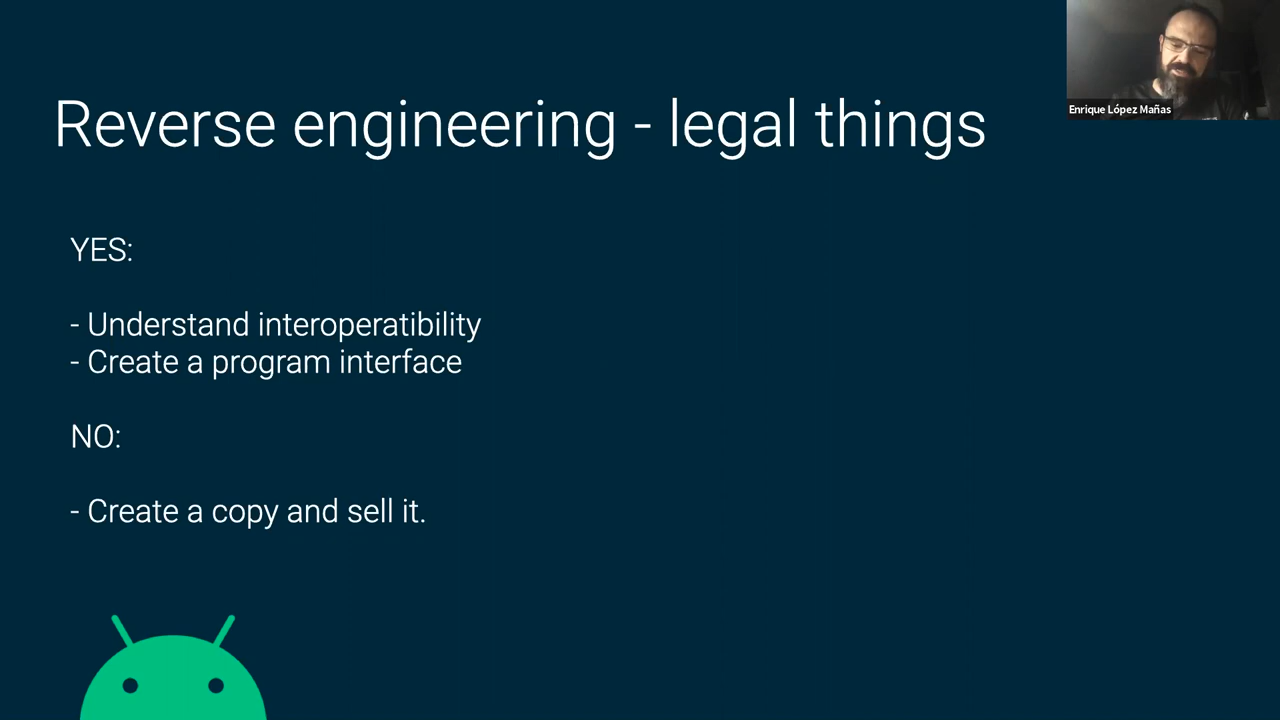 Enrique López Mañas
Reverse engineering - legal things
YES:
- Understand interoperatibility
- Create a program interface
NO:
- Create a copy and sell it.